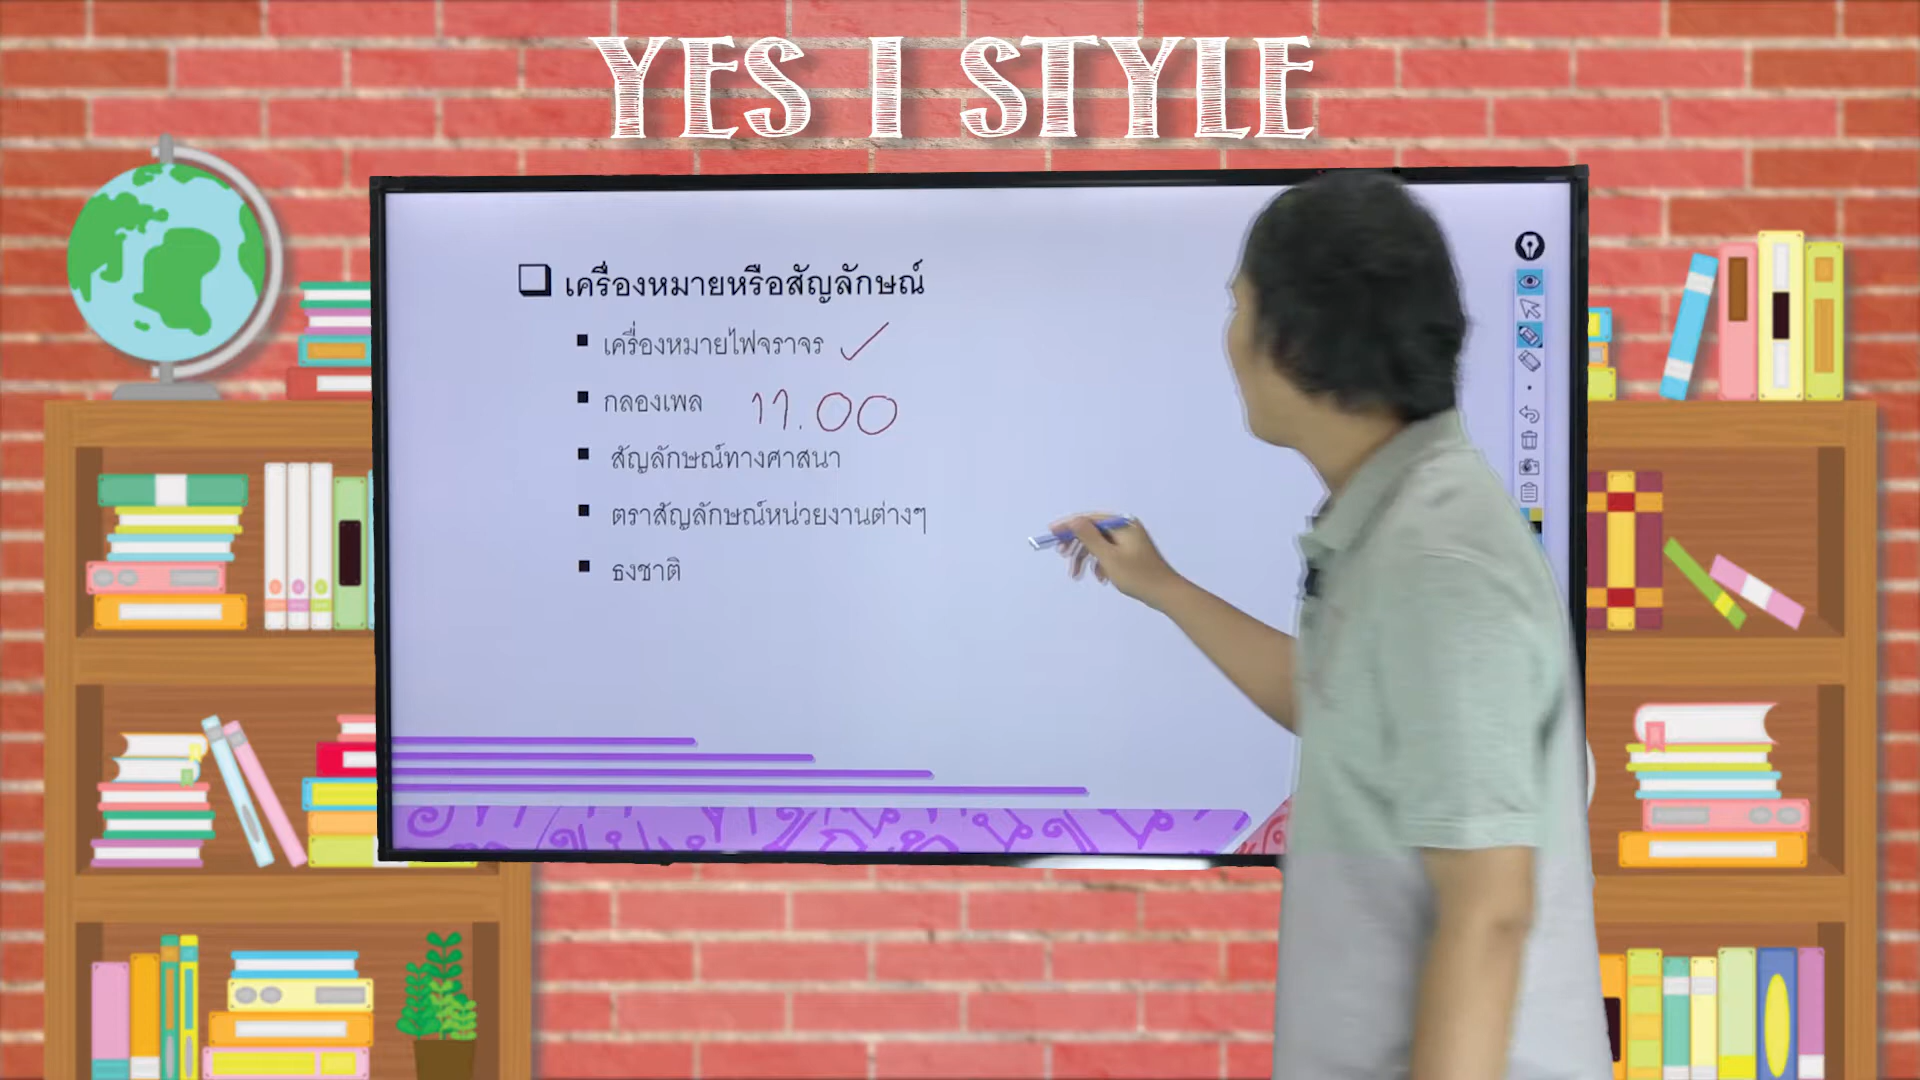 YES I STYLE
เครื่องหมายหรือสัญลักษณ์
เครื่องหมายไฟจราจร
กลองเพล 11.00
สัญลักษณ์ทางศาสนา
ตราสัญลักษณ์หน่วยงานต่างๆ
ธงชาติ